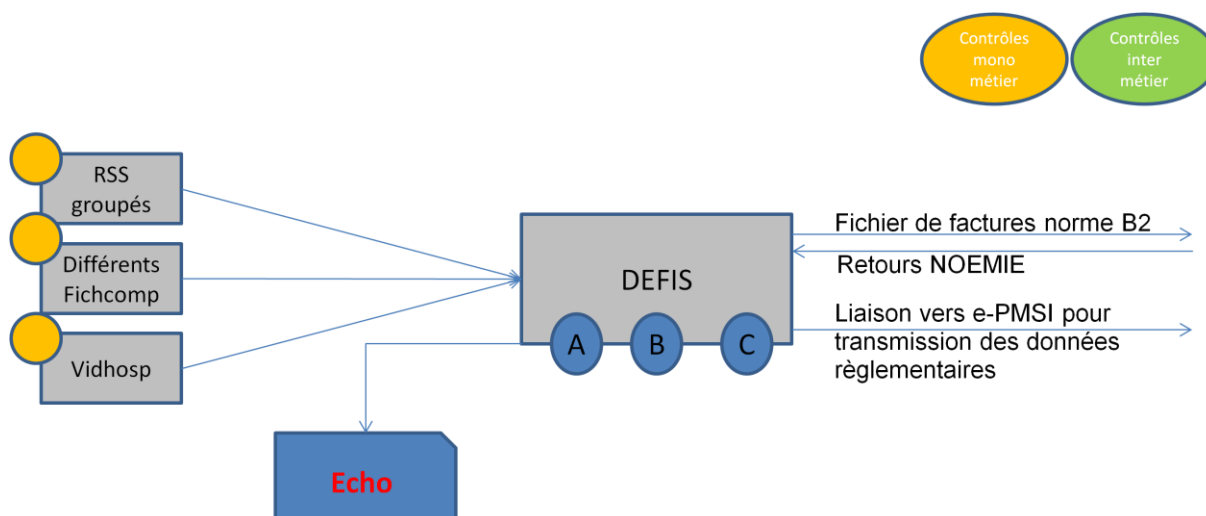 Contrôles
mono
métier
Contrôles
inter
métier
RSS
groupés
Différents
Fichcomp
Vidhosp
DEFIS
A
B
C
Fichier de factures norme B2
Retours NOEMIE
Liaison vers e-PMSI pour
transmission des données
règlementaires
Echo